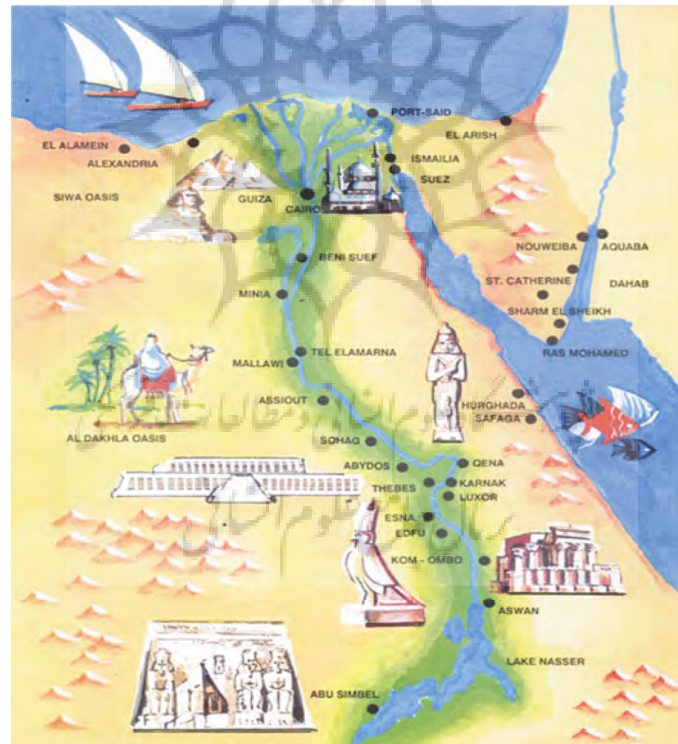 PORT-SAID
EL ARISH
EL ALAMEIN
ALEXANDRIA
ISMAILIA
SUEZ
SIWA OASIS
GUIZA
CAIRO
NOUWEIBA
AQUABA
BENI SUEF
ST. CATHERINE
DAHAB
MINIA
SHARM EL SHEIKH
RAS MOHAMED
TEL ELAMARNA
MALLAWI
ASSIOUT
HURGHADA
SAFAGA
AL DAKHLA OASIS
SOHAG
ABYDOS
QENA
THEBES
KARNAK
LUXOR
ESNA
EDFU
KOM - OMBO
ASWAN
LAKE NASSER
ABU SIMBEL